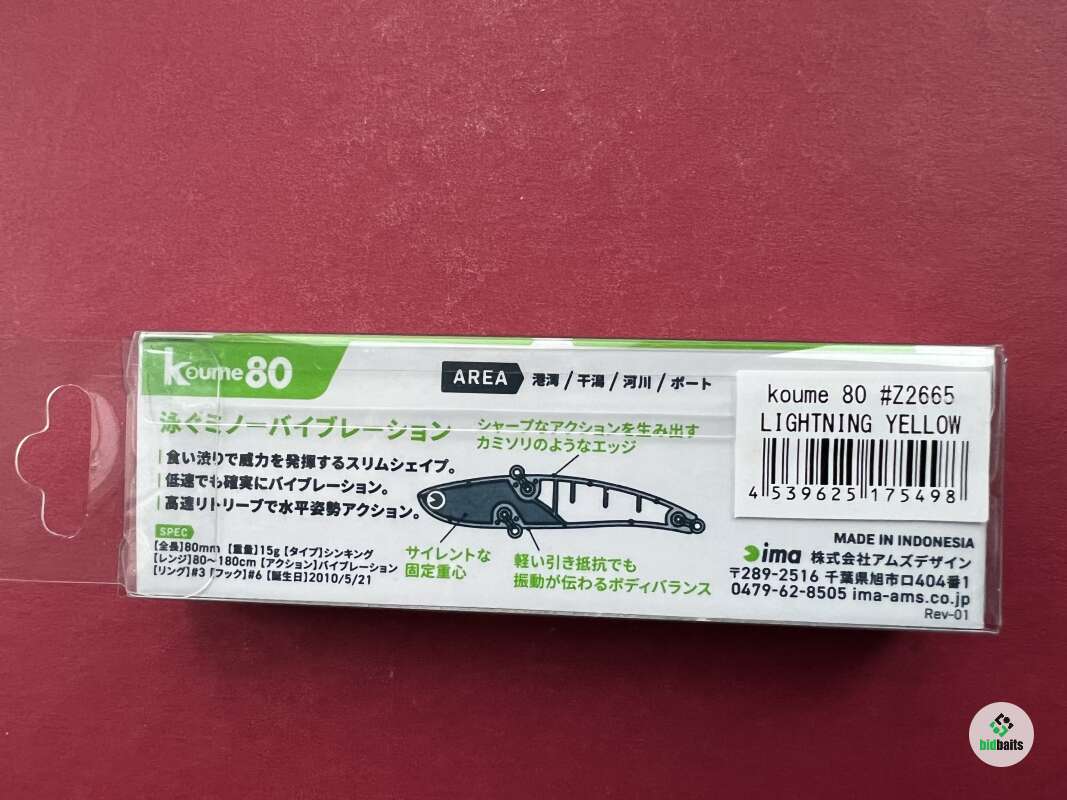 koume80
AREA 港湾 / 干潟 / 河川 / ポート
泳ぐミノーバイブレーション
食い渋りで威力を発揮するスリムシェイプ。
低速でも確実にバイブレーション。
高速リトリーブで水平姿勢アクション。
シャープなアクションを生み出す
カミソリのようなエッジ
サイレントな
固定重心
軽い引き抵抗でも
振動が伝わるボディバランス
SPEC
【全長】80mm 【重量】15g 【タイプ】シンキング
【レンジ】80〜180cm 【アクション】バイブレーション
【リング】#3 【フック】#6 【誕生日】2010/5/21
koume 80 #Z2665
LIGHTNING YELLOW
4 539625 175498
MADE IN INDONESIA
ima 株式会社アムズデザイン
〒289-2516 千葉県旭市ロ404番1
0479-62-8505 ima-ams.co.jp
Rev-01
bidbaits